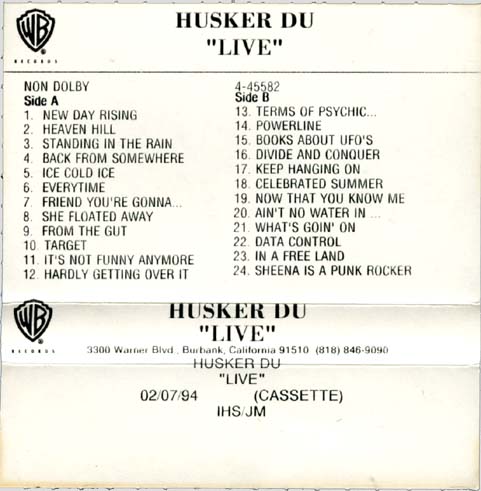 WB
RECORDS
HUSKER DU
"LIVE"
NON DOLBY
Side A
1. NEW DAY RISING
2. HEAVEN HILL
3. STANDING IN THE RAIN
4. BACK FROM SOMEWHERE
5. ICE COLD ICE
6. EVERYTIME
7. FRIEND YOU'RE GONNA...
8. SHE FLOATED AWAY
9. FROM THE GUT
10. TARGET
11. IT'S NOT FUNNY ANYMORE
12. HARDLY GETTING OVER IT
4-45582
Side B
13. TERMS OF PSYCHIC...
14. POWERLINE
15. BOOKS ABOUT UFO'S
16. DIVIDE AND CONQUER
17. KEEP HANGING ON
18. CELEBRATED SUMMER
19. NOW THAT YOU KNOW ME
20. AIN'T NO WATER IN ...
21. WHAT'S GOIN' ON
22. DATA CONTROL
23. IN A FREE LAND
24. SHEENA IS A PUNK ROCKER
WB
RECORDS
HUSKER DU
"LIVE"
3300 Warner Blvd., Burbank, California 91510 (818) 846-9090
HUSKER DU
"LIVE"
02/07/94 (CASSETTE)
IHS/JM